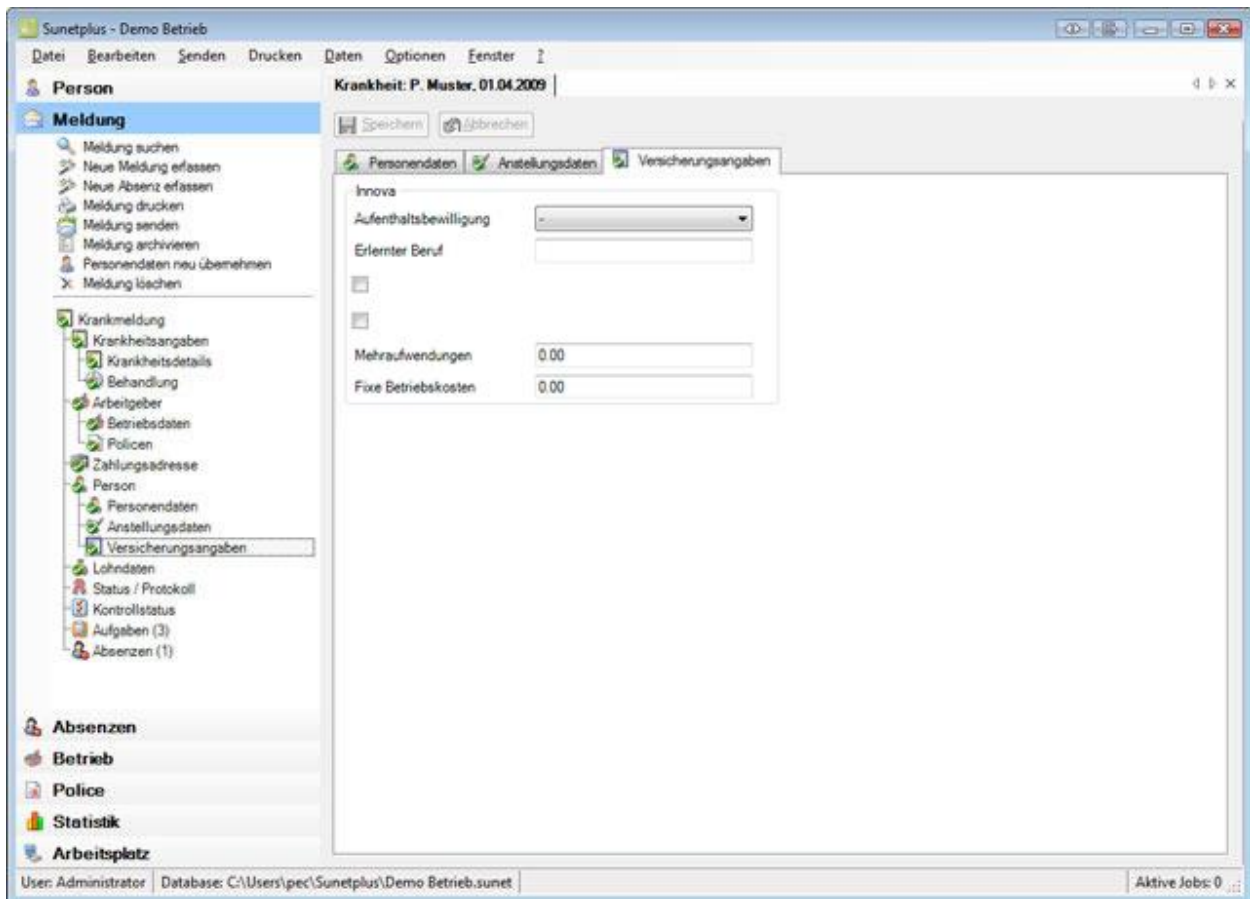 Sunetplus - Demo Betrieb
Datei Bearbeiten Senden Drucken Daten Optionen Fenster ?
Person
Meldung
Meldung suchen
Neue Meldung erfassen
Neue Absenz erfassen
Meldung drucken
Meldung senden
Meldung archivieren
Personendaten neu übernehmen
Meldung löschen
Krankmeldung
Krankheitsangaben
Krankheitsdetails
Behandlung
Arbeitgeber
Betriebsdaten
Policen
Zahlungsadresse
Person
Personendaten
Anstellungsdaten
Versicherungsangaben
Lohndaten
Status / Protokoll
Kontrollstatus
Aufgaben (3)
Absenzen (1)
Absenzen
Betrieb
Police
Statistik
Arbeitsplatz
Krankheit: P. Muster, 01.04.2009
Speichern Abbrechen
Personendaten Anstellungsdaten Versicherungsangaben
Innova
Aufenthaltsbewilligung -
Erlernter Beruf
Mehraufwendungen 0.00
Fixe Betriebskosten 0.00
User: Administrator Database: C:\Users\pec\Sunetplus\Demo Betrieb.sunet Aktive Jobs: 0